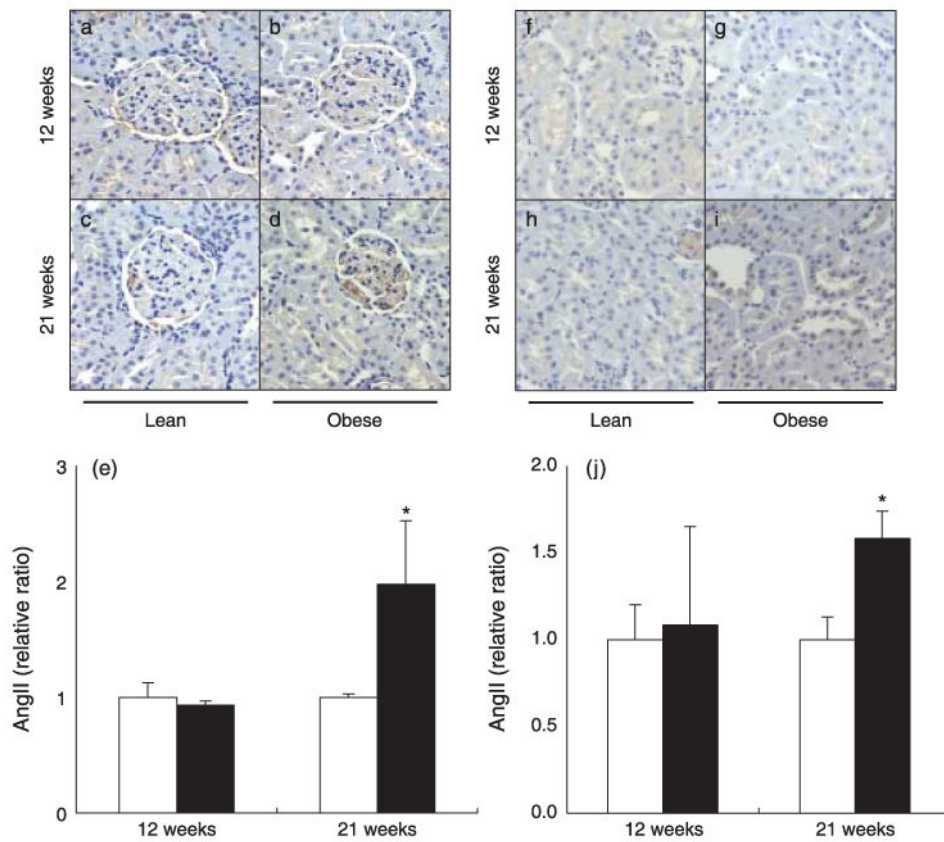 a
b
f
g
12 weeks
12 weeks
c
d
h
i
21 weeks
21 weeks
Lean
Obese
Lean
Obese
(e)
3
2
1
0
AngII (relative ratio)
*
12 weeks
21 weeks
(j)
2.0
1.5
1.0
0.5
0.0
AngII (relative ratio)
*
12 weeks
21 weeks